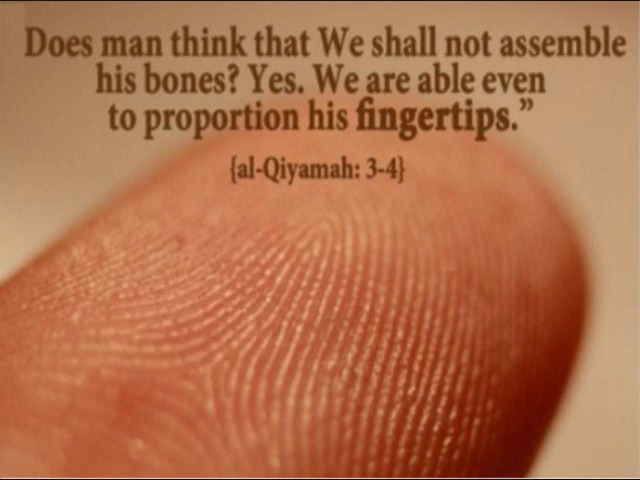 Does man think that We shall not assemble
his bones? Yes. We are able even
to proportion his fingertips.”
{al-Qiyamah: 3-4}